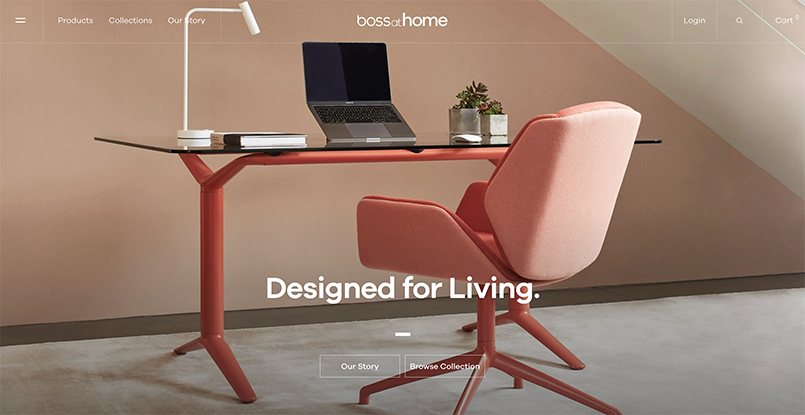 Products
Collections
Our Story
boss at home
Login
Cart 0
Designed for Living.
Our Story
Browse Collection